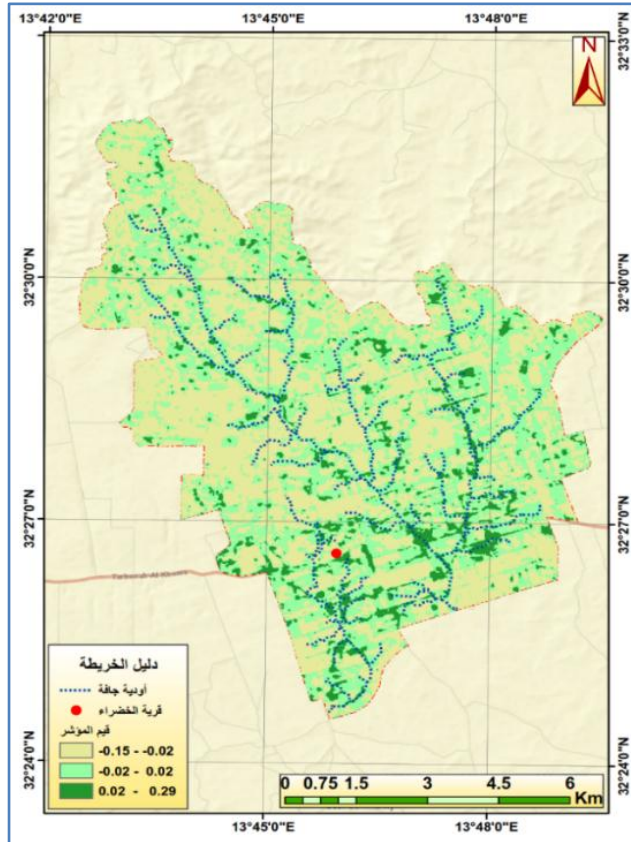 13°42'0"E 13°45'0"E 13°48'0"E
32°33'0"N
N
32°30'0"N 32°30'0"N
32°27'0"N 32°27'0"N
Tarhunah-Al Khums
دليل الخريطة
أودية جافة
قرية الخضراء
قيم المؤشر
-0.15 - -0.02
-0.02 - 0.02
0.02 - 0.29
32°24'0"N 32°24'0"N
0 0.75 1.5 3 4.5 6
Km
13°45'0"E 13°48'0"E